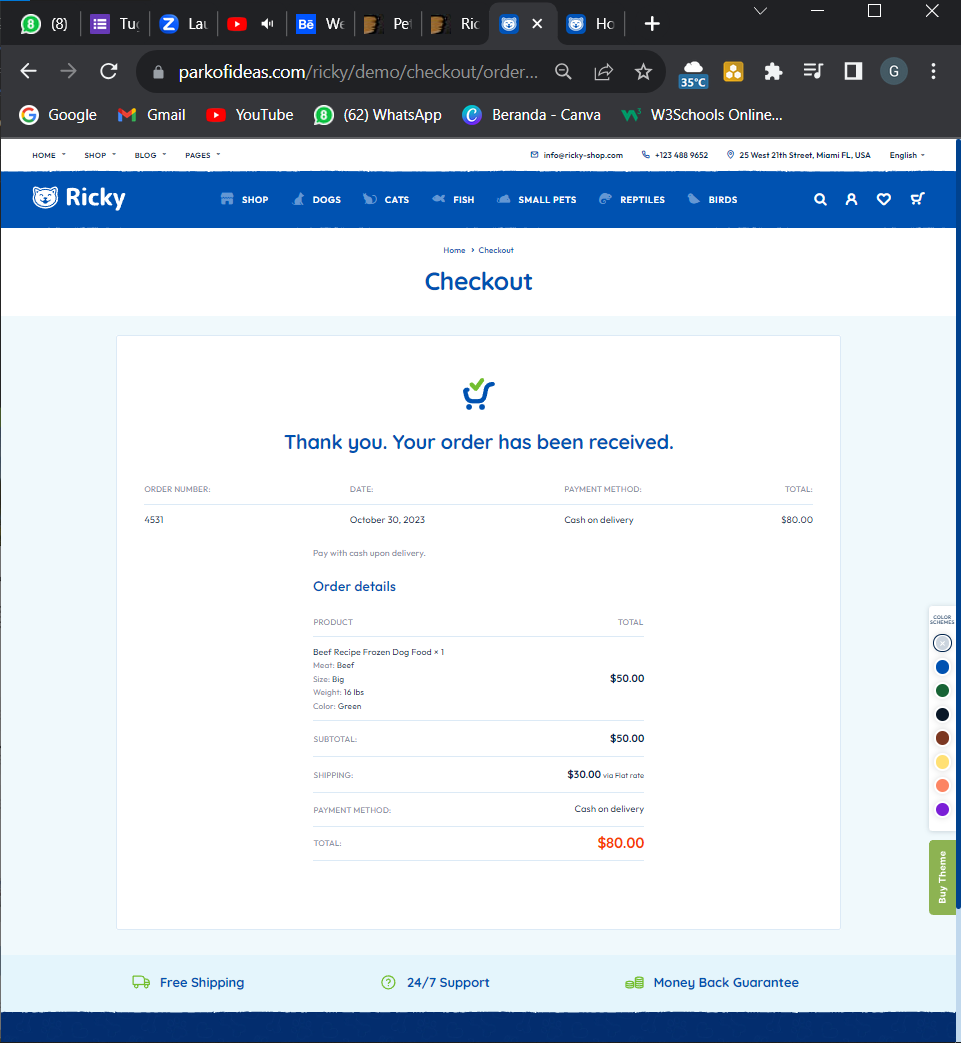 8 (8) Tu Lau Bē We Pet Ric Ho
parkofideas.com/ricky/demo/checkout/order... 35°C G
Google Gmail YouTube 8 (62) WhatsApp Beranda - Canva W3Schools Online...
HOME SHOP BLOG PAGES info@ricky-shop.com +123 488 9652 25 West 21th Street, Miami FL, USA English
Ricky SHOP DOGS CATS FISH SMALL PETS REPTILES BIRDS
Home › Checkout
Checkout
Thank you. Your order has been received.
ORDER NUMBER: DATE: PAYMENT METHOD: TOTAL:
4531 October 30, 2023 Cash on delivery $80.00
Pay with cash upon delivery.
Order details
PRODUCT TOTAL
Beef Recipe Frozen Dog Food × 1
Meat: Beef
Size: Big
$50.00
Weight: 16 lbs
Color: Green
SUBTOTAL: $50.00
SHIPPING: $30.00 via Flat rate
PAYMENT METHOD: Cash on delivery
TOTAL: $80.00
COLOR
SCHEMES
Buy Theme
Free Shipping 24/7 Support Money Back Guarantee